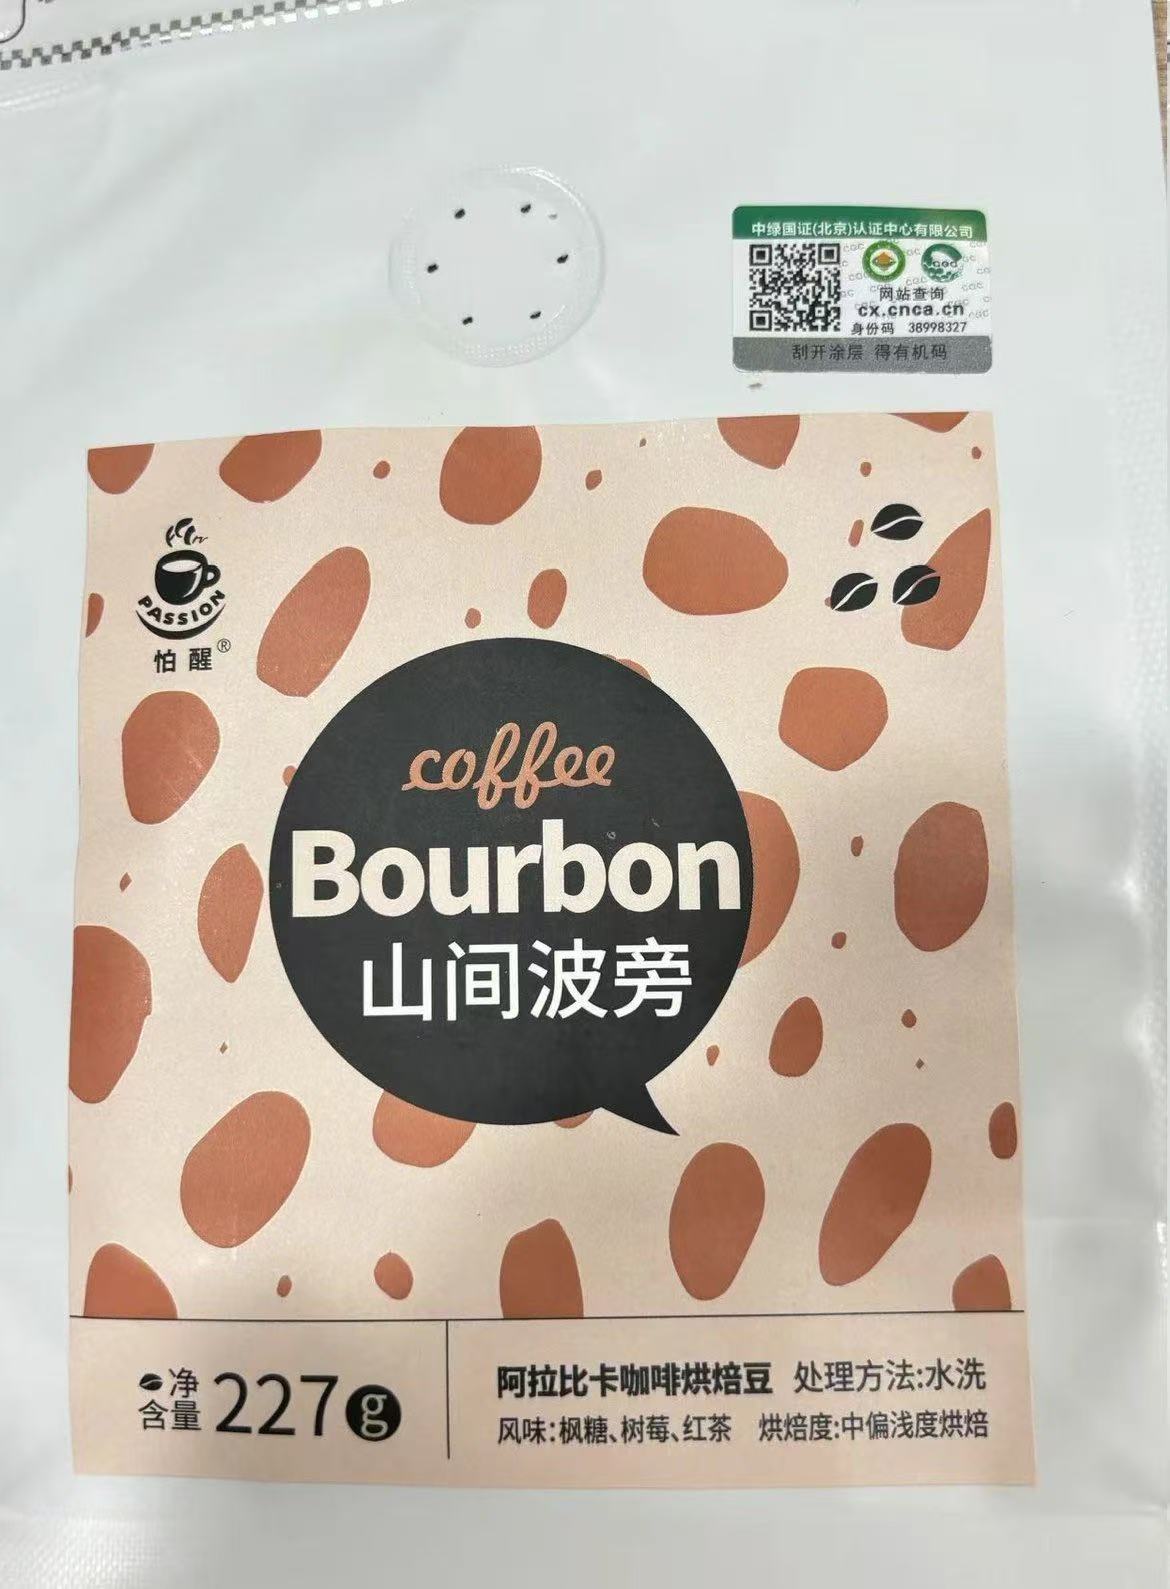 中绿国证(北京)认证中心有限公司
网站查询
cx.cnca.cn
身份码 38998327
刮开涂层 得有机码
PASSION
怕醒®
coffee
Bourbon
山间波旁
净含量 227g
阿拉比卡咖啡烘焙豆 处理方法:水洗
风味:枫糖、树莓、红茶 烘焙度:中偏浅度烘焙